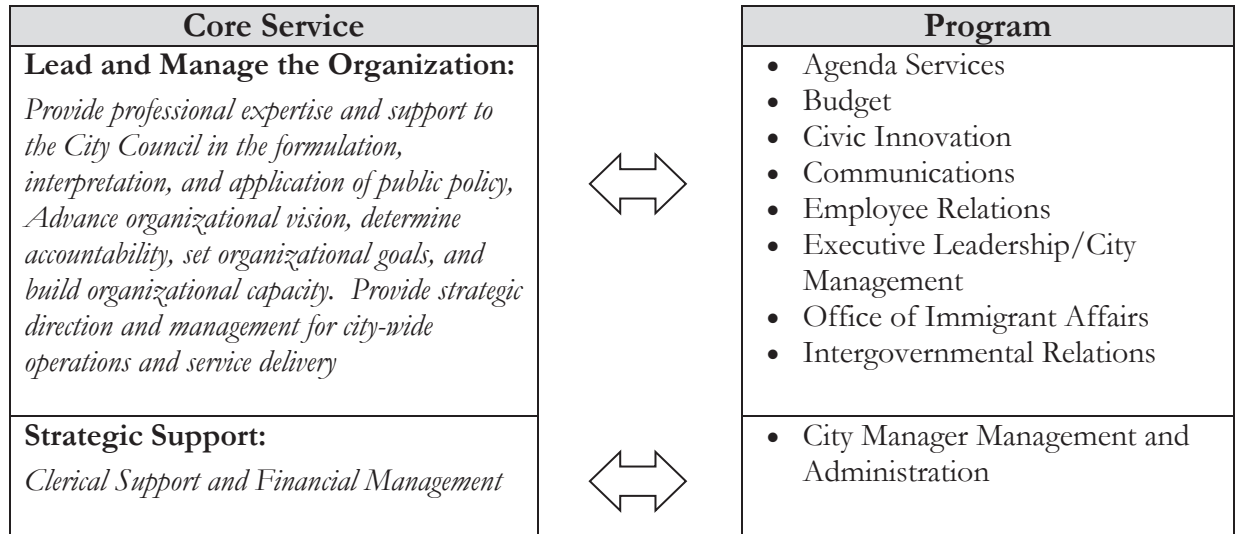 Core Service
Lead and Manage the Organization:
Provide professional expertise and support to
the City Council in the formulation,
interpretation, and application of public policy,
Advance organizational vision, determine
accountability, set organizational goals, and
build organizational capacity.  Provide strategic
direction and management for city-wide
operations and service delivery
Strategic Support:
Clerical Support and Financial Management
Program
• Agenda Services
• Budget
• Civic Innovation
• Communications
• Employee Relations
• Executive Leadership/City
Management
• Office of Immigrant Affairs
• Intergovernmental Relations
• City Manager Management and
Administration